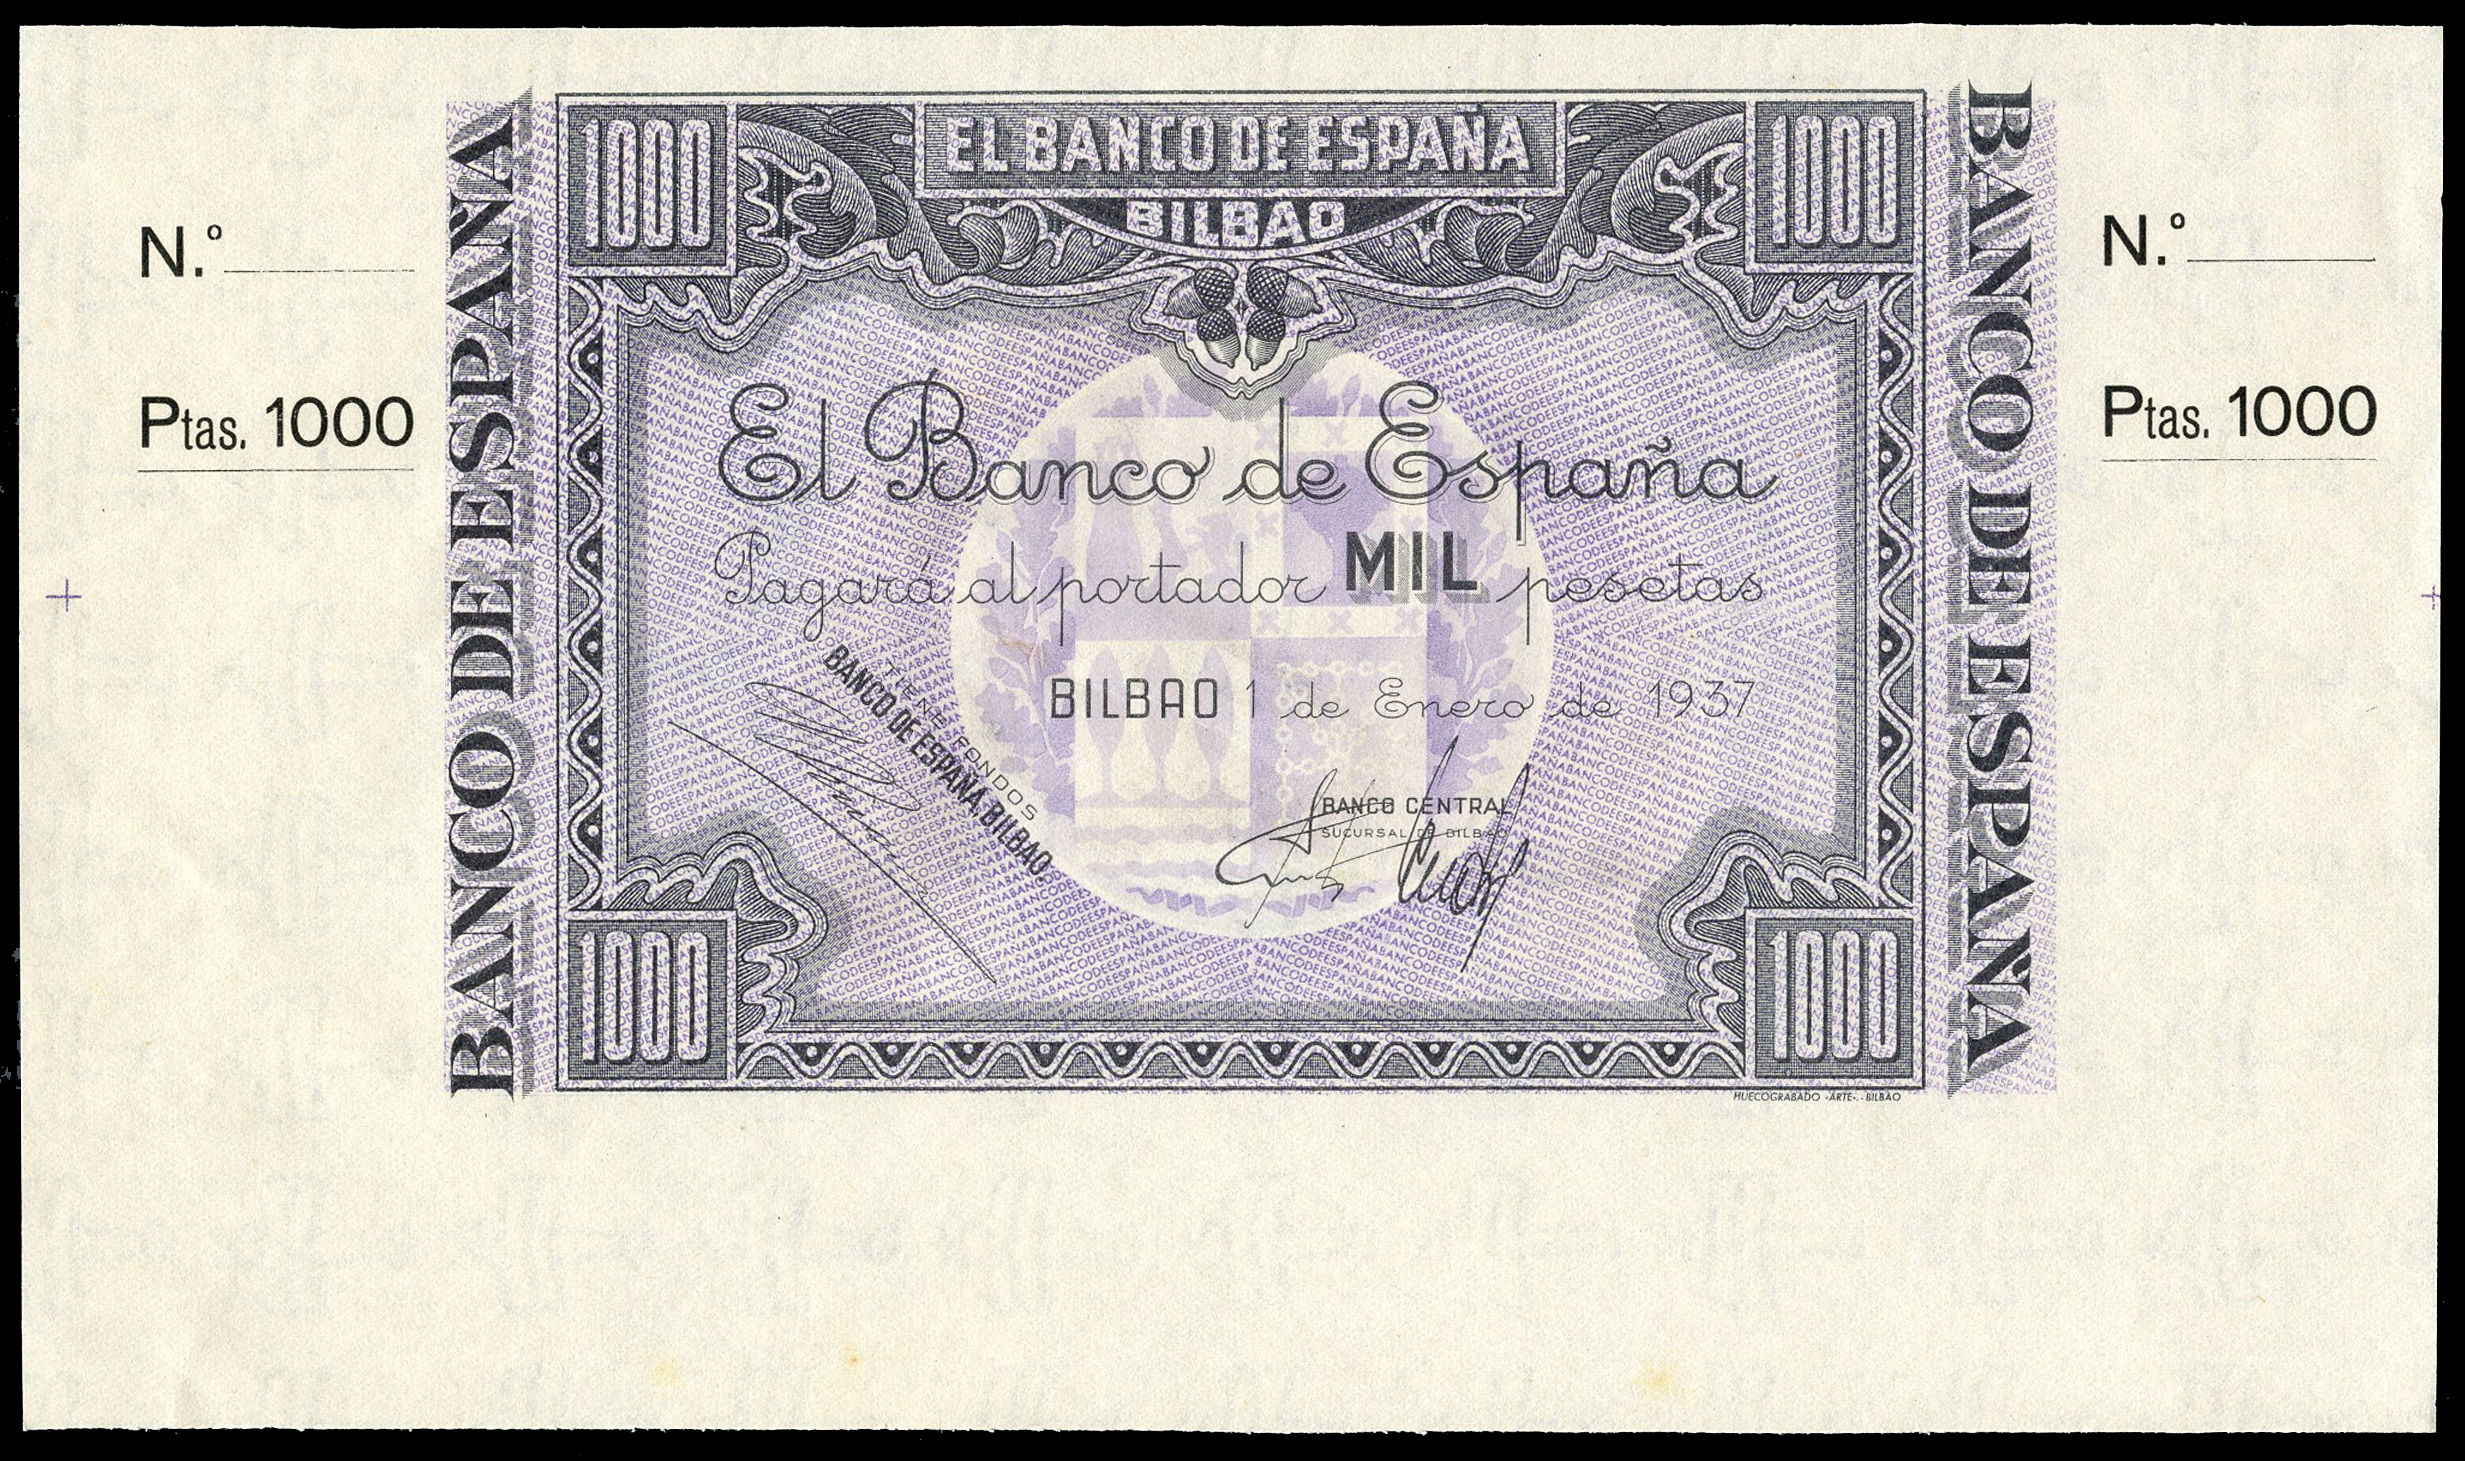 N.º
Ptas. 1000
BANCO DE ESPAÑA
1000
EL BANCO DE ESPAÑA
BILBAO
1000
El Banco de España
Pagará al portador MIL pesetas
BILBAO 1 de Enero de 1937
TIENE FONDOS
BANCO DE ESPAÑA, BILBAO.
BANCO CENTRAL
SUCURSAL DE BILBAO
1000
1000
HUECOGRABADO -ARTE-.-BILBAO
BANCO DE ESPAÑA
N.º
Ptas. 1000